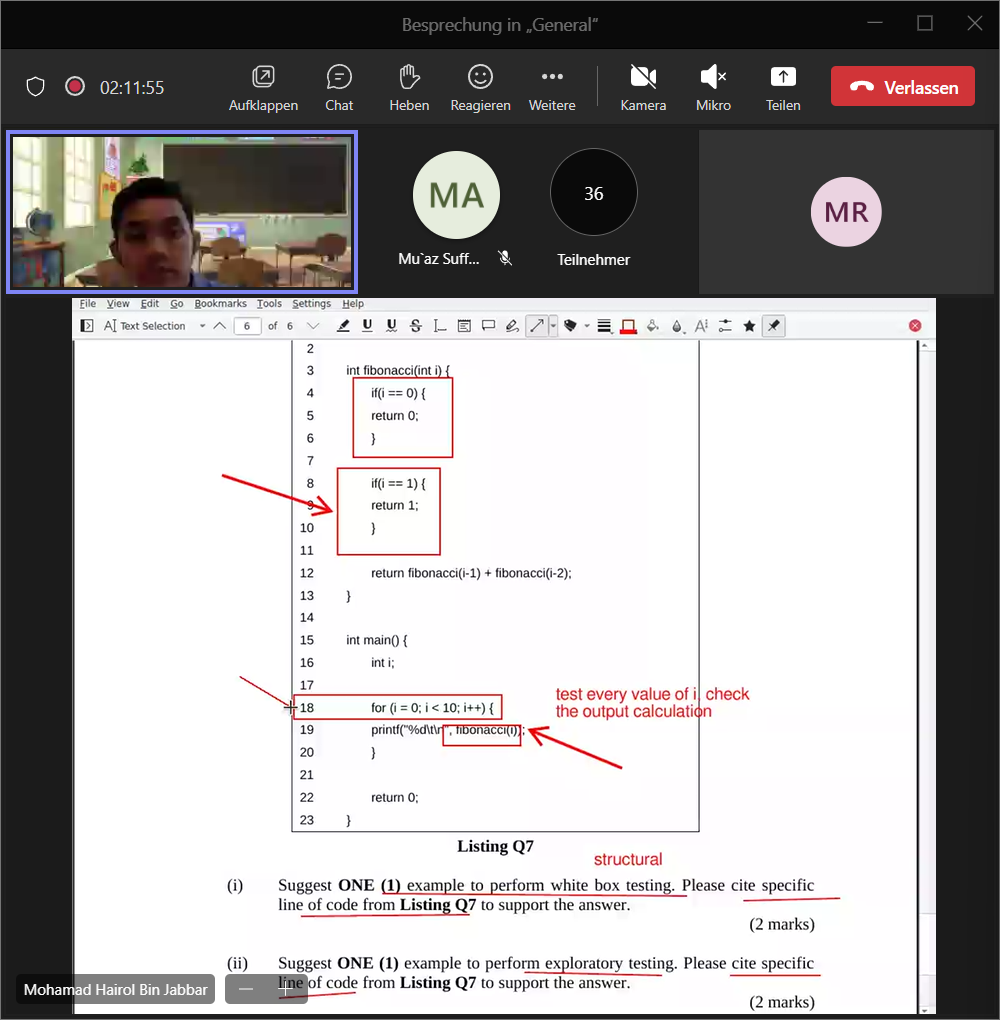 Besprechung in „General“
02:11:55
Aufklappen
Chat
Heben
Reagieren
Weitere
Kamera
Mikro
Teilen
Verlassen
MA
Mu`az Suff...
36
Teilnehmer
MR
File View Edit Go Bookmarks Tools Settings Help
Text Selection 6 of 6
2
3 int fibonacci(int i) {
4 if(i == 0) {
5 return 0;
6 }
7
8 if(i == 1) {
9 return 1;
10 }
11
12 return fibonacci(i-1) + fibonacci(i-2);
13 }
14
15 int main() {
16 int i;
17
18 for (i = 0; i < 10; i++) {
19 printf("%d\t\n", fibonacci(i));
20 }
21
22 return 0;
23 }
test every value of i, check
the output calculation
Listing Q7
structural
(i) Suggest ONE (1) example to perform white box testing. Please cite specific
line of code from Listing Q7 to support the answer.
(2 marks)
(ii) Suggest ONE (1) example to perform exploratory testing. Please cite specific
line of code from Listing Q7 to support the answer.
(2 marks)
Mohamad Hairol Bin Jabbar